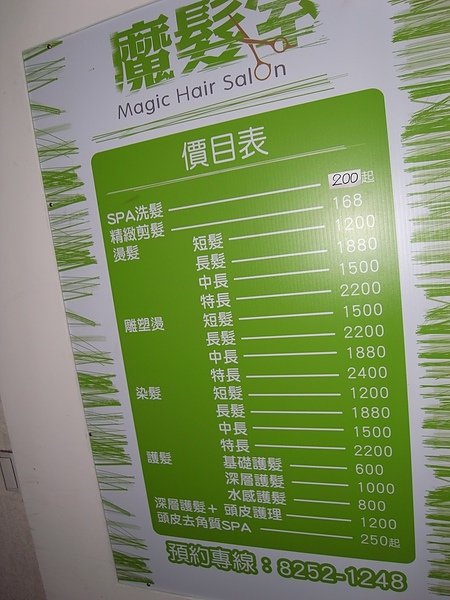 魔髮室
Magic Hair Salon
價目表
SPA洗髮 200起
精緻剪髮 168
燙髮 短髮 1200
長髮 1880
中長 1500
特長 2200
雕塑燙 短髮 1500
長髮 2200
中長 1880
特長 2400
染髮 短髮 1200
長髮 1880
中長 1500
特長 2200
護髮 基礎護髮 600
深層護髮 1000
水感護髮 800
深層護髮+頭皮護理 1200
頭皮去角質SPA 250起
預約專線:8252-1248